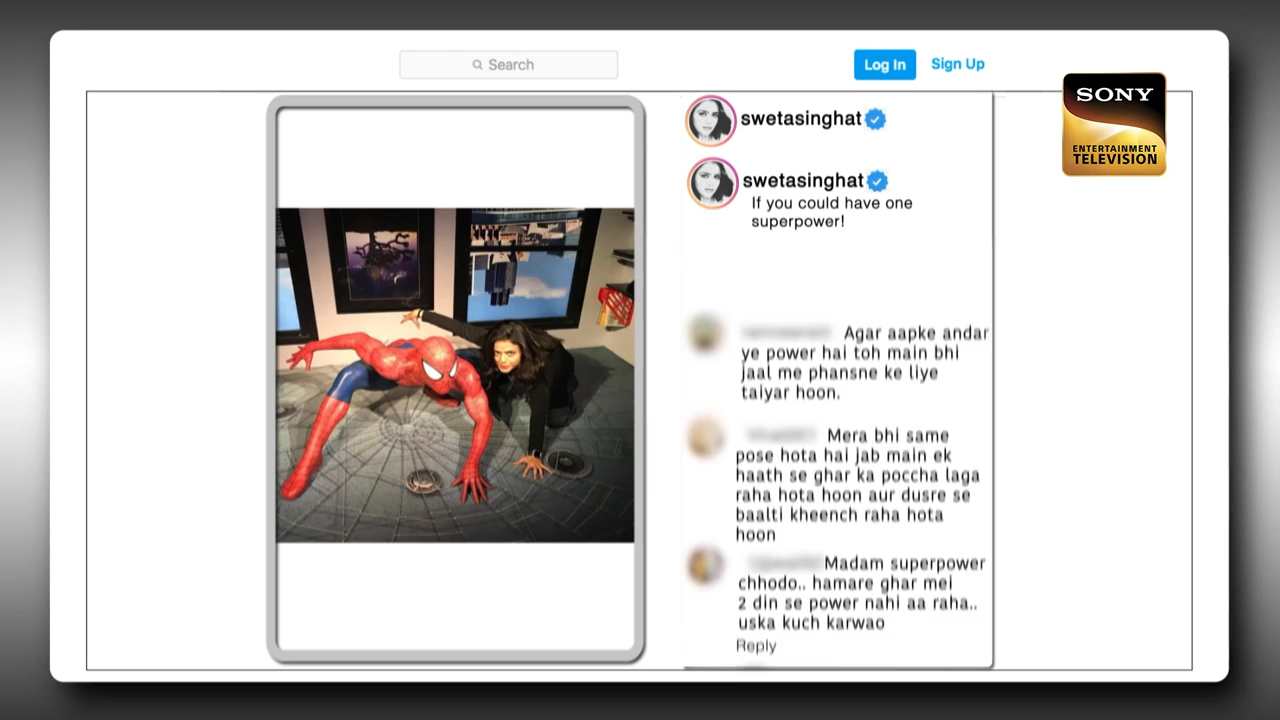 Search
Log In
Sign Up
SONY
ENTERTAINMENT
TELEVISION
swetasinghat
swetasinghat
If you could have one
superpower!
Agar aapke andar
ye power hai toh main bhi
jaal me phansne ke liye
taiyar hoon.
Mera bhi same
pose hota hai jab main ek
haath se ghar ka poccha laga
raha hota hoon aur dusre se
baalti kheench raha hota
hoon
Madam superpower
chhodo.. hamare ghar mei
2 din se power nahi aa raha..
uska kuch karwao
Reply